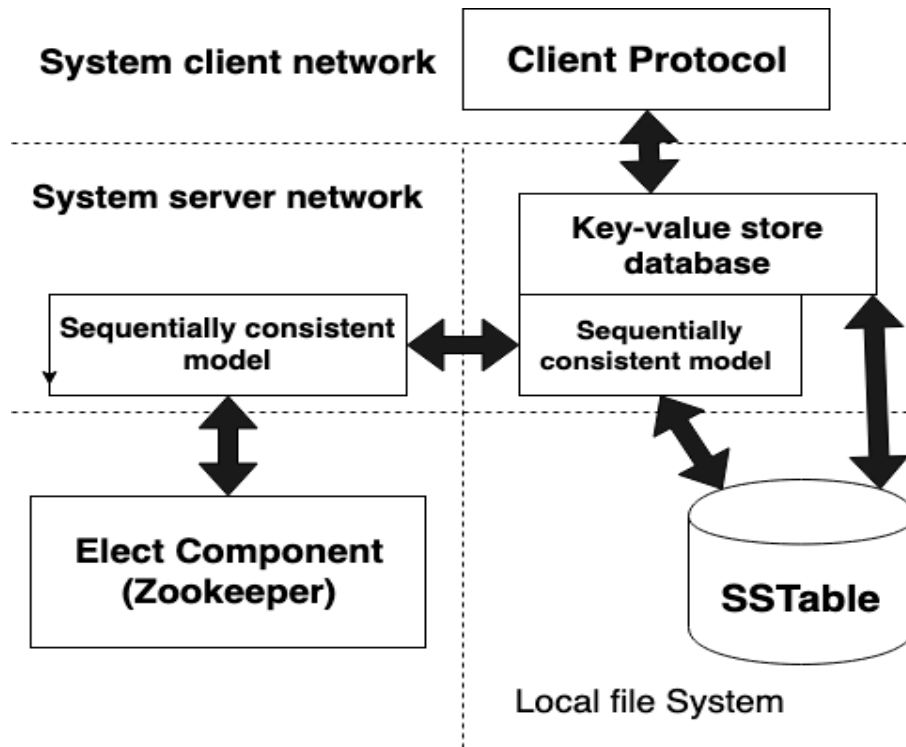 System client network
Client Protocol
System server network
Key-value store
database
Sequentially consistent
model
Sequentially
consistent model
Elect Component
(Zookeeper)
SSTable
Local file System